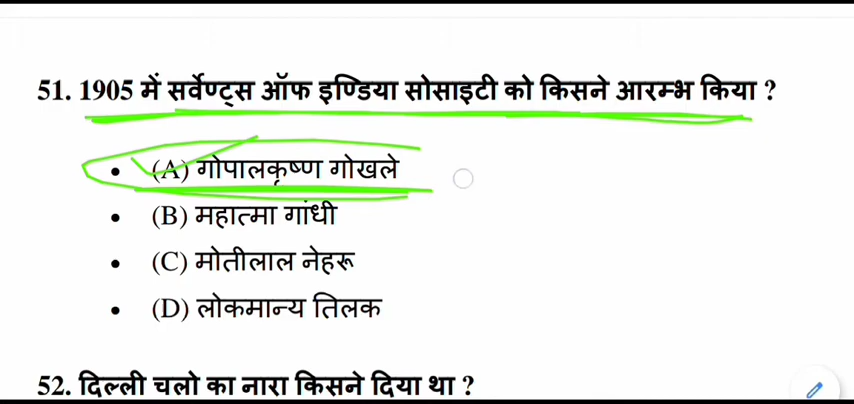 51. 1905 में सर्वेण्ट्स ऑफ इण्डिया सोसाइटी को किसने आरम्भ किया ?
• (A) गोपालकृष्ण गोखले
• (B) महात्मा गांधी
• (C) मोतीलाल नेहरू
• (D) लोकमान्य तिलक
52. दिल्ली चलो का नारा किसने दिया था ?